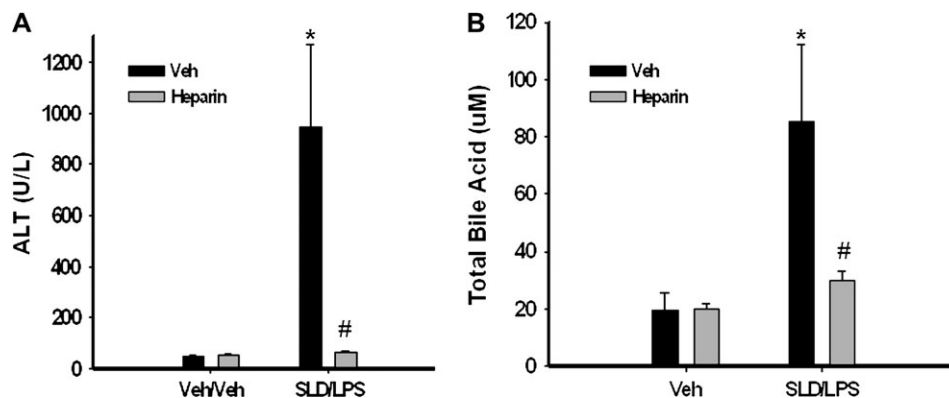 A
ALT (U/L)
1200
1000
800
600
400
200
0
Veh
Heparin
*
#
Veh/Veh
SLD/LPS
B
Total Bile Acid (uM)
120
100
80
60
40
20
0
Veh
Heparin
*
#
Veh
SLD/LPS